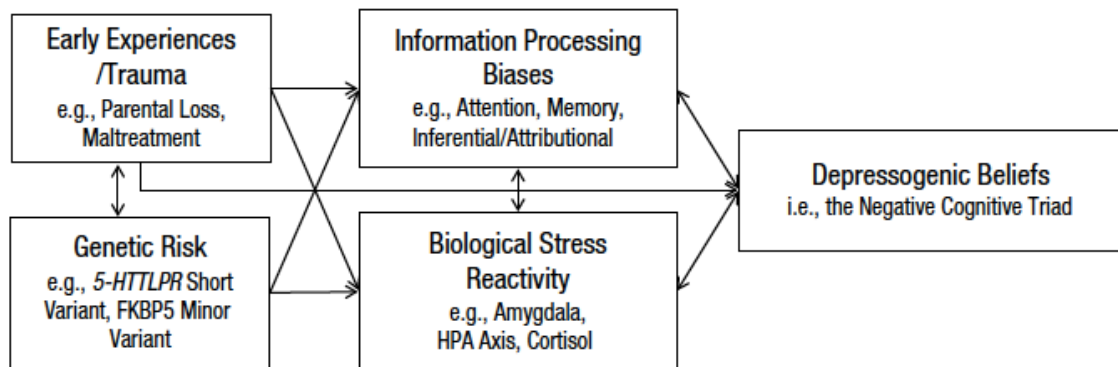 Early Experiences
/Trauma
e.g., Parental Loss,
Maltreatment
Information Processing
Biases
e.g., Attention, Memory,
Inferential/Attributional
Depressogenic Beliefs
i.e., the Negative Cognitive Triad
Genetic Risk
e.g., 5-HTTLPR Short
Variant, FKBP5 Minor
Variant
Biological Stress
Reactivity
e.g., Amygdala,
HPA Axis, Cortisol